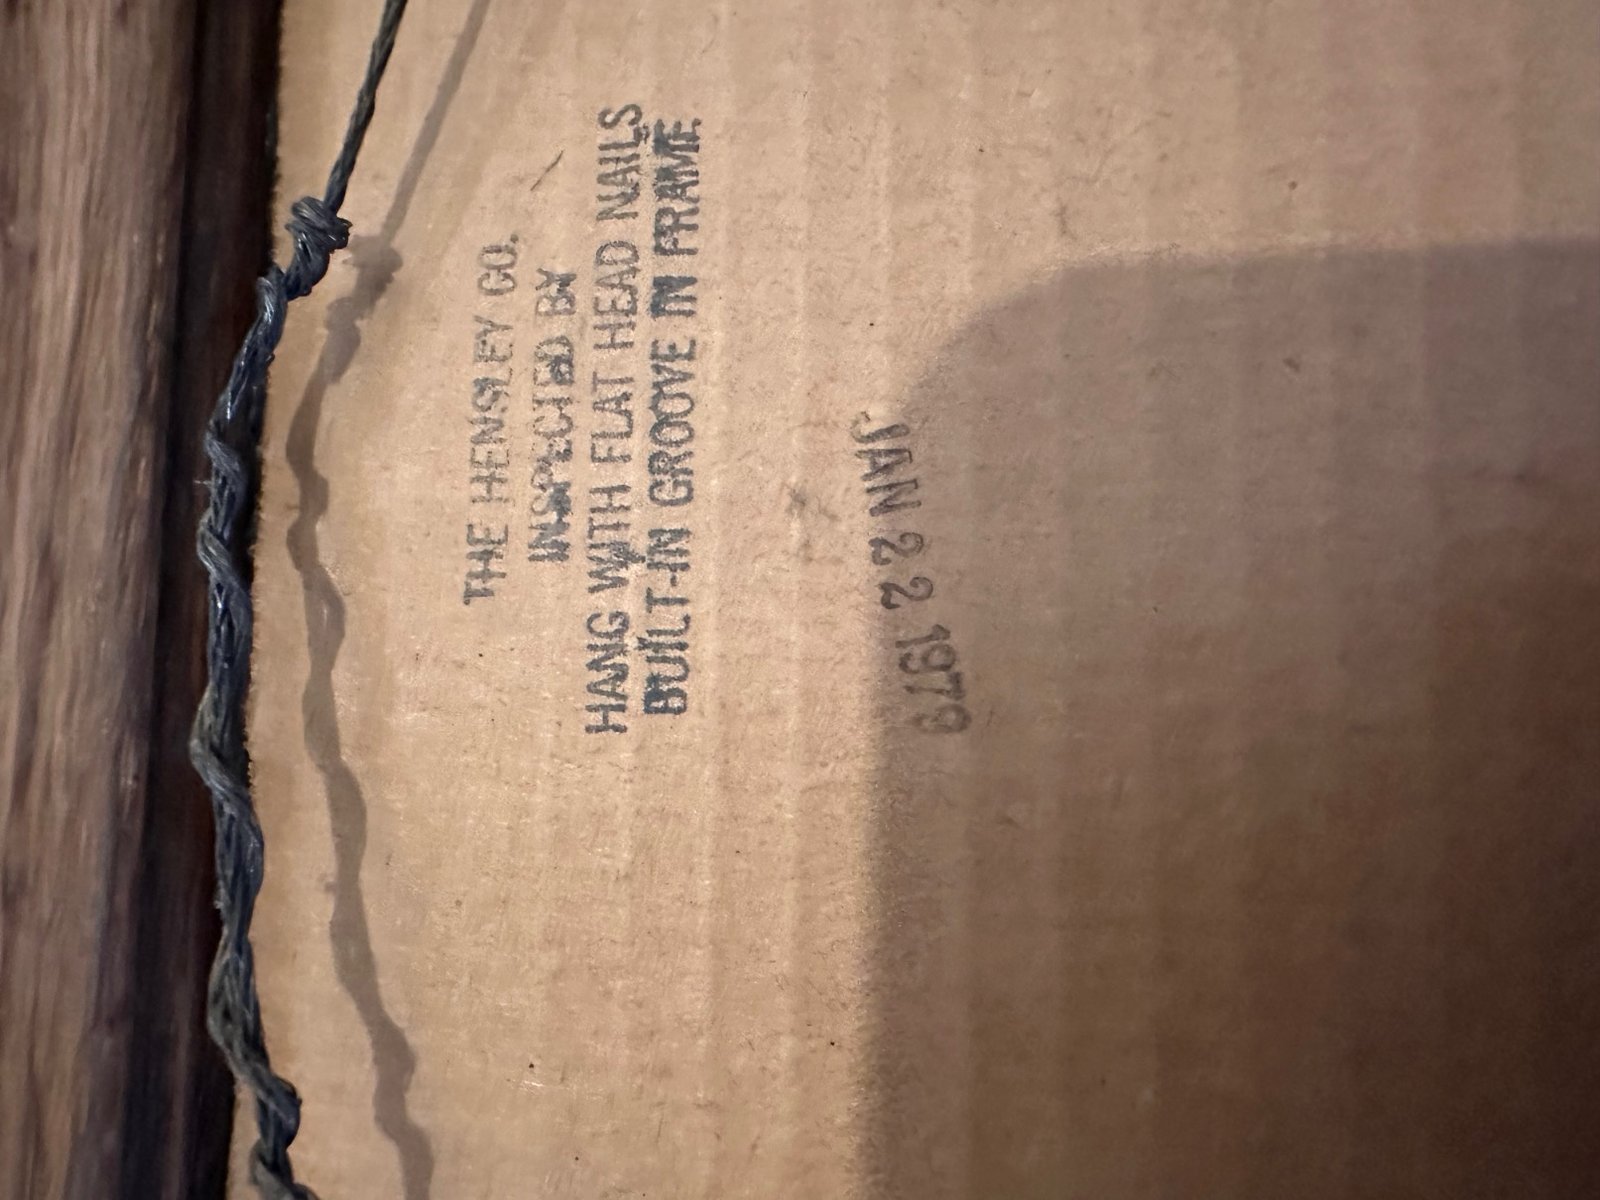 THE HENSLEY CO.
INSPECTED BY
HANG WITH FLAT HEAD NAILS
BUILT-IN GROOVE IN FRAME.
JAN 22 1979